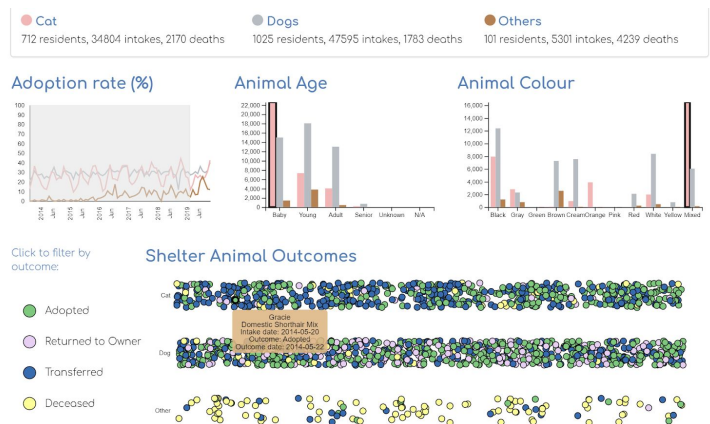 Cat
712 residents, 34804 intakes, 2170 deaths
Dogs
1025 residents, 47595 intakes, 1783 deaths
Others
101 residents, 5301 intakes, 4239 deaths
Adoption rate (%)
100
90
80
70
60
50
40
30
20
10
0
2014
Jun
2015
Jun
2016
Jun
2017
Jun
2018
Jun
2019
Jun
Animal Age
22,000
20,000
18,000
16,000
14,000
12,000
10,000
8,000
6,000
4,000
2,000
0
Baby Young Adult Senior Unknown N/A
Animal Colour
16,000
14,000
12,000
10,000
8,000
6,000
4,000
2,000
0
Black Gray Green Brown Cream Orange Pink Red White Yellow Mixed
Click to filter by
outcome:
Adopted
Returned to Owner
Transferred
Deceased
Shelter Animal Outcomes
Cat
Gracie
Domestic Shorthair Mix
Intake date: 2014-05-20
Outcome: Adopted
Outcome date: 2014-05-22
Dog
Other